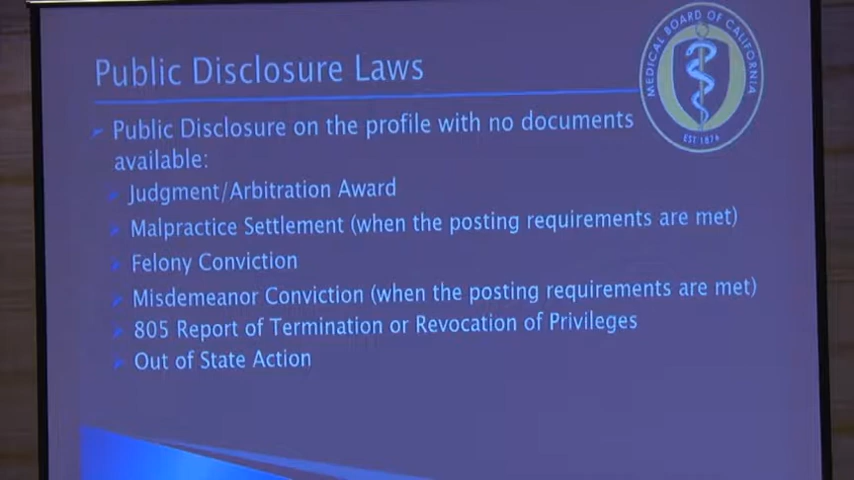 Public Disclosure Laws
MEDICAL BOARD OF CALIFORNIA
EST 1876
Public Disclosure on the profile with no documents
available:
Judgment/Arbitration Award
Malpractice Settlement (when the posting requirements are met)
Felony Conviction
Misdemeanor Conviction (when the posting requirements are met)
805 Report of Termination or Revocation of Privileges
Out of State Action